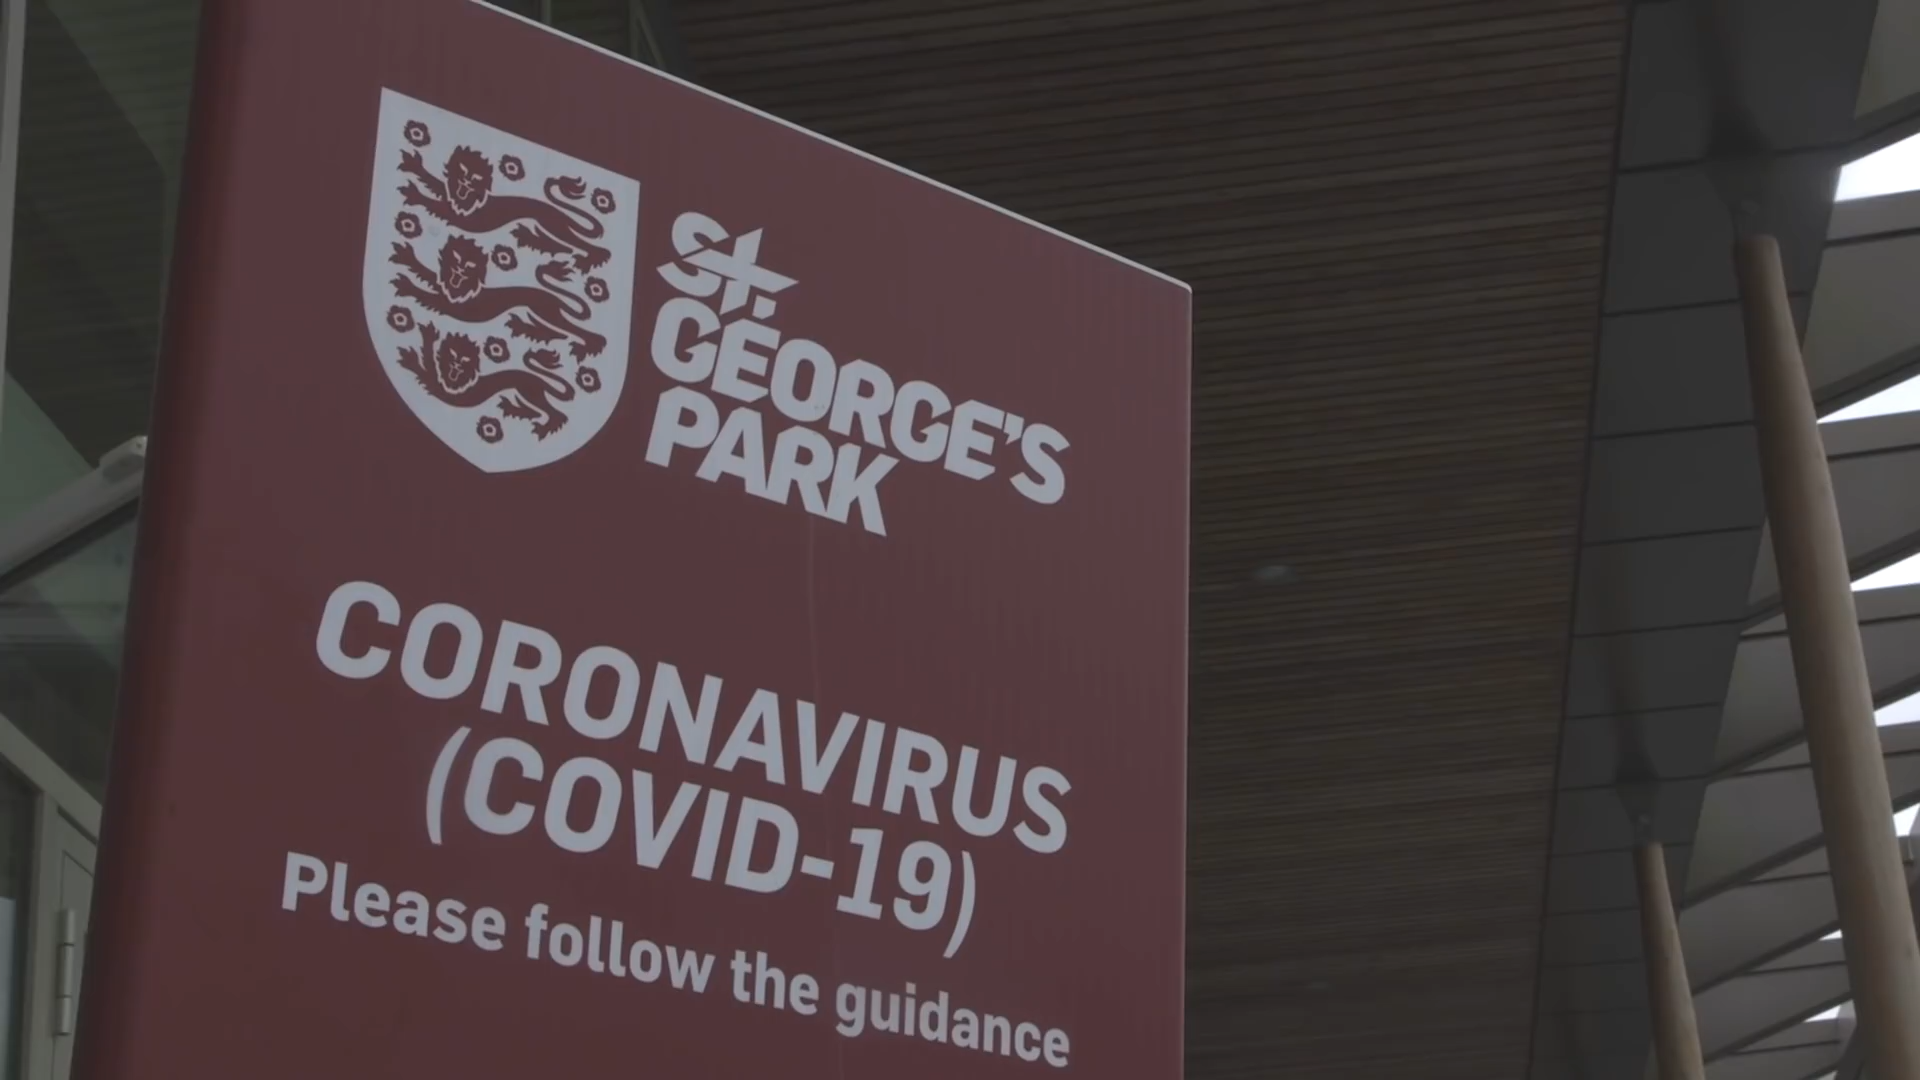 St.
GEORGE'S
PARK
CORONAVIRUS
(COVID-19)
Please follow the guidance